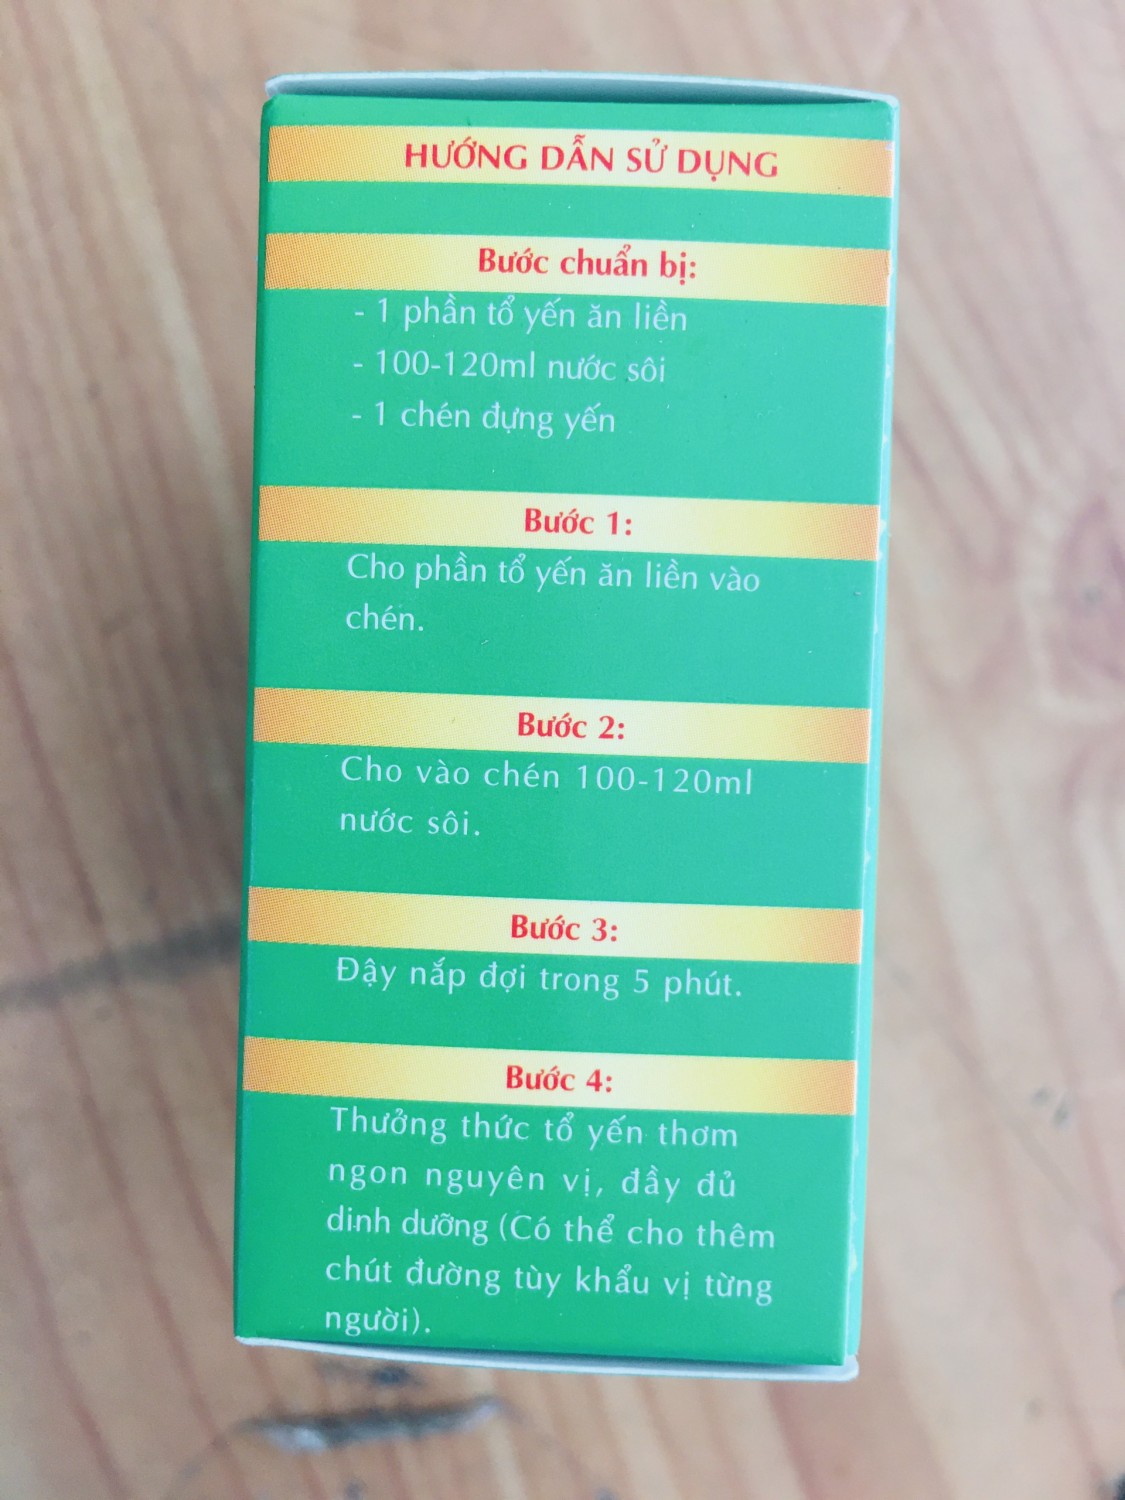 HƯỚNG DẪN SỬ DỤNG
Bước chuẩn bị:
- 1 phần tổ yến ăn liền
- 100-120ml nước sôi
- 1 chén đựng yến
Bước 1:
Cho phần tổ yến ăn liền vào
chén.
Bước 2:
Cho vào chén 100-120ml
nước sôi.
Bước 3:
Đậy nắp đợi trong 5 phút.
Bước 4:
Thưởng thức tổ yến thơm
ngon nguyên vị, đầy đủ
dinh dưỡng (Có thể cho thêm
chút đường tùy khẩu vị từng
người).